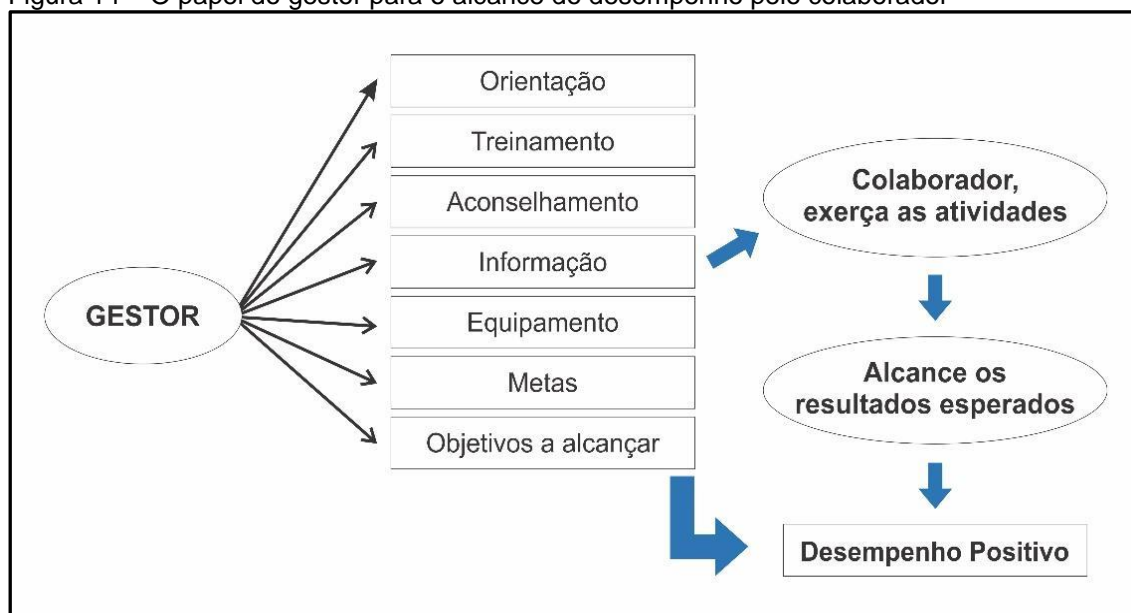 GESTOR
Orientação
Treinamento
Aconselhamento
Informação
Equipamento
Metas
Objetivos a alcançar
Colaborador,
exerça as atividades
Alcance os
resultados esperados
Desempenho Positivo